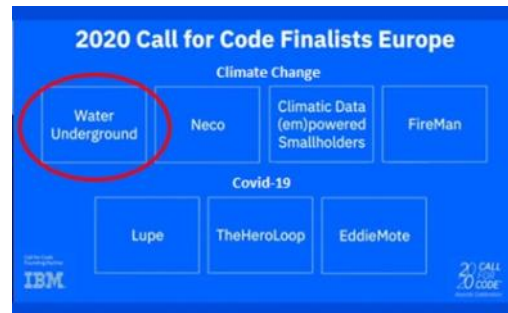 2020 Call for Code Finalists Europe
Climate Change
Water
Underground
Neco
Climatic Data
(em)powered
Smallholders
FireMan
Covid-19
Lupe
TheHeroLoop
EddieMote
IBM
2020 CALL
FOR
CODE